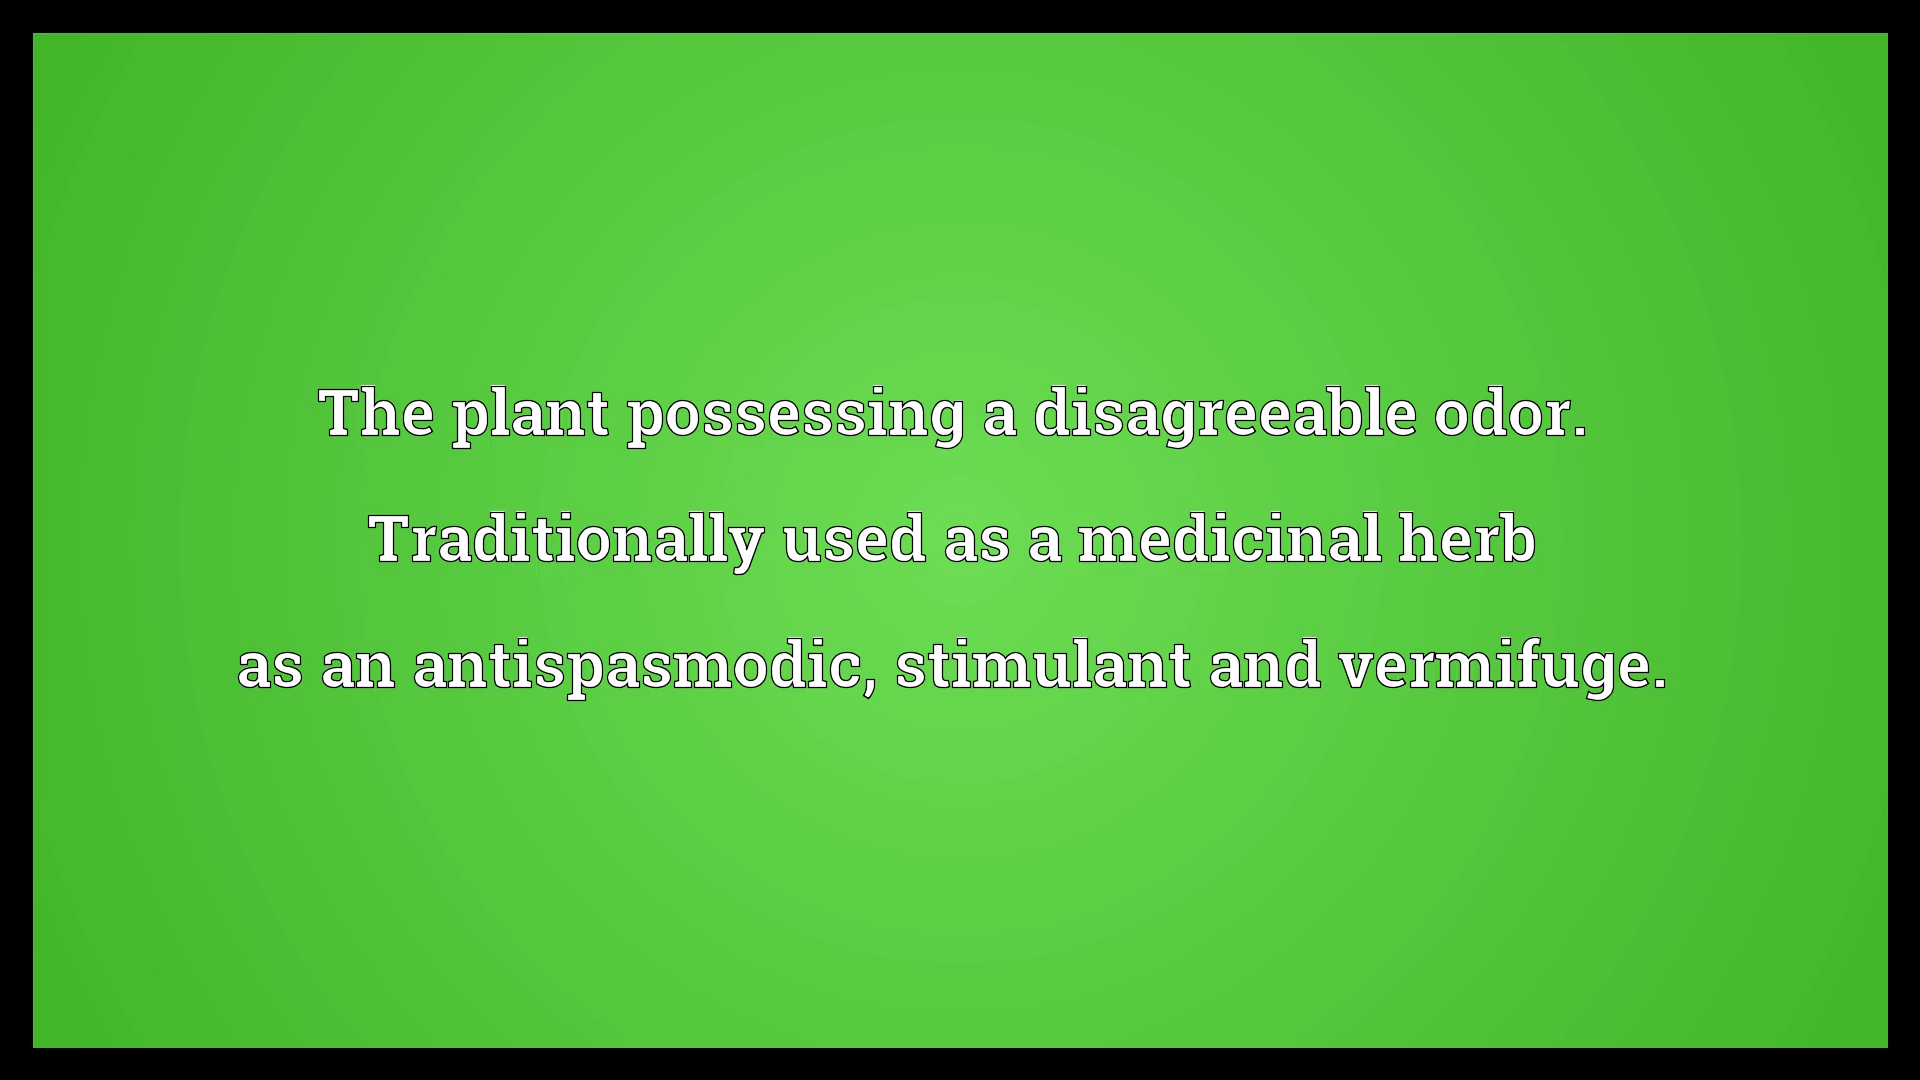 The plant possessing a disagreeable odor.
Traditionally used as a medicinal herb
as an antispasmodic, stimulant and vermifuge.